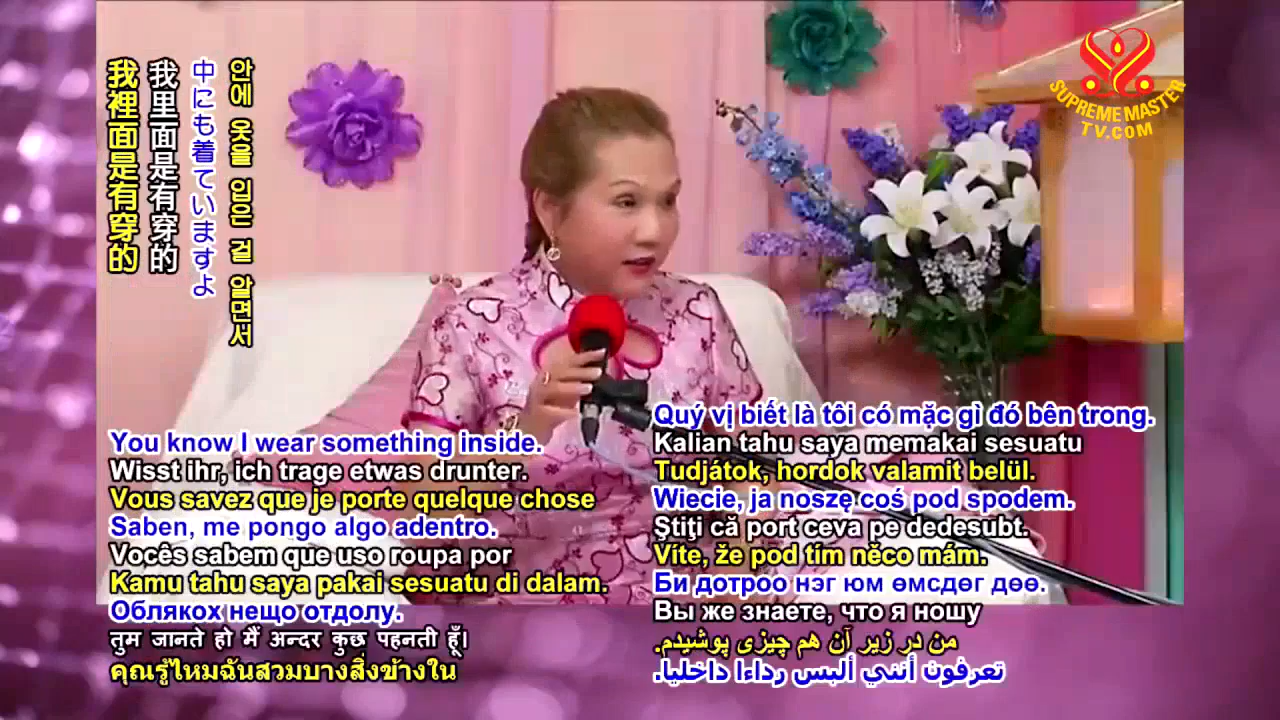 SUPREME MASTER
TV.COM
我裡面是有穿的
我里面是有穿的
中にも着ていますよ
안에 옷을 입은 걸 알면서
You know I wear something inside.
Wisst ihr, ich trage etwas drunter.
Vous savez que je porte quelque chose
Saben, me pongo algo adentro.
Vocês sabem que uso roupa por
Kamu tahu saya pakai sesuatu di dalam.
Облякох нещо отдолу.
तुम जानते हो मैं अन्दर कुछ पहनती हूँ।
คุณรู้ไหมฉันสวมบางสิ่งข้างใน
Quý vị biết là tôi có mặc gì đó bên trong.
Kalian tahu saya memakai sesuatu
Tudjátok, hordok valamit belül.
Wiecie, ja noszę coś pod spodem.
Ştiţi că port ceva pe dedesubt.
Víte, že pod tím něco mám.
Би дотроо нэг юм өмсдөг дөө.
Вы же знаете, что я ношу
من در زیر آن هم چیزی پوشیدم.
تعرفون أنني ألبس رداءا داخليا.